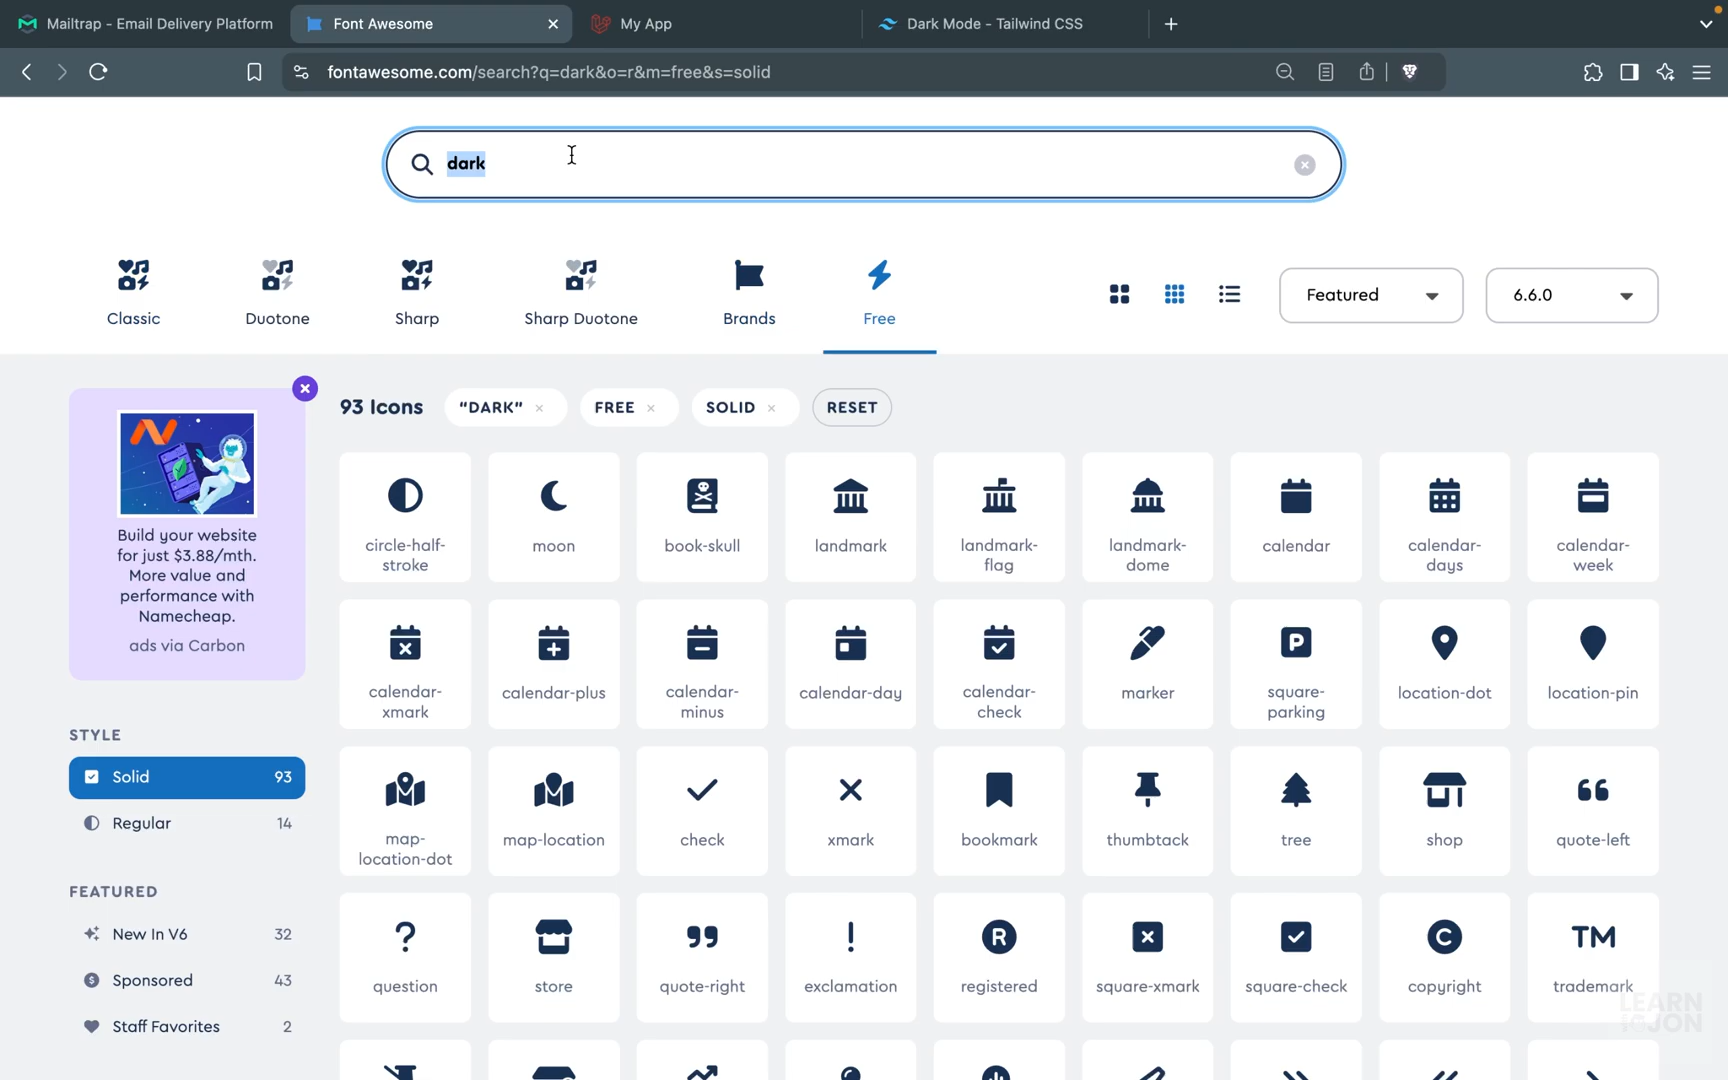 Mailtrap - Email Delivery Platform
Font Awesome
My App
Dark Mode - Tailwind CSS
fontawesome.com/search?q=dark&o=r&m=free&s=solid
dark
Classic
Duotone
Sharp
Sharp Duotone
Brands
Free
Featured
6.6.0
Build your website
for just $3.88/mth.
More value and
performance with
Namecheap.
ads via Carbon
93 Icons
"DARK"
FREE
SOLID
RESET
circle-half-
stroke
moon
book-skull
landmark
landmark-
flag
landmark-
dome
calendar
calendar-
days
calendar-
week
calendar-
xmark
calendar-plus
calendar-
minus
calendar-day
calendar-
check
marker
P
square-
parking
location-dot
location-pin
STYLE
Solid 93
Regular 14
map-
location-dot
map-location
check
xmark
bookmark
thumbtack
tree
shop
quote-left
FEATURED
New In V6 32
Sponsored 43
Staff Favorites 2
?
question
store
quote-right
!
exclamation
R
registered
square-xmark
square-check
C
copyright
TM
trademark
LEARN
JON